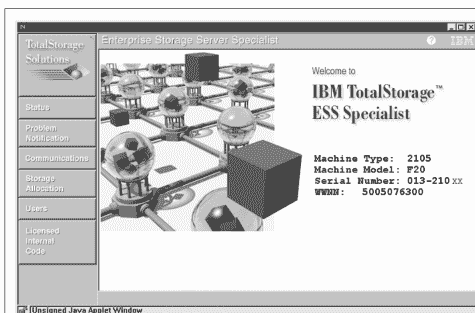 Enterprise Storage Server Specialist
? IBM
TotalStorage
Solutions
Status
Problem
Notification
Communications
Storage
Allocation
Users
Licensed
Internal
Code
Welcome to
IBM TotalStorage™
ESS Specialist
Machine Type: 2105
Machine Model: F20
Serial Number: 013-210 xx
WWNN: 5005076300
Unsigned Java Applet Window